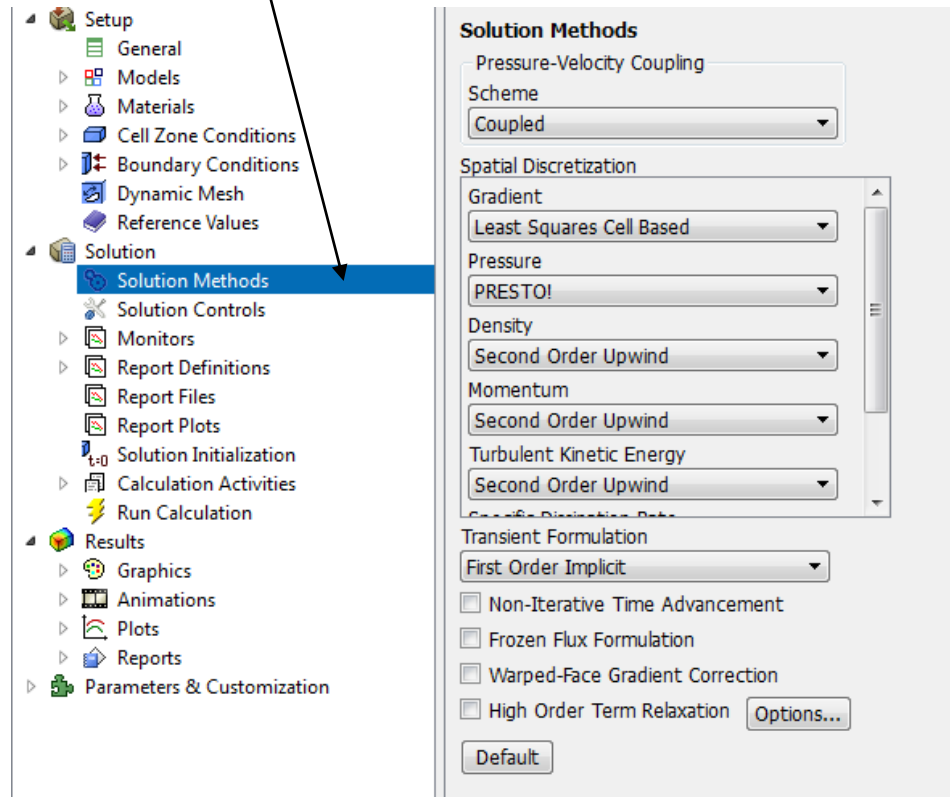 Setup
General
Models
Materials
Cell Zone Conditions
Boundary Conditions
Dynamic Mesh
Reference Values
Solution
Solution Methods
Solution Controls
Monitors
Report Definitions
Report Files
Report Plots
t=0 Solution Initialization
Calculation Activities
Run Calculation
Results
Graphics
Animations
Plots
Reports
Parameters & Customization
Solution Methods
Pressure-Velocity Coupling
Scheme
Coupled
Spatial Discretization
Gradient
Least Squares Cell Based
Pressure
PRESTO!
Density
Second Order Upwind
Momentum
Second Order Upwind
Turbulent Kinetic Energy
Second Order Upwind
Specific Dissipation Rate
Transient Formulation
First Order Implicit
Non-Iterative Time Advancement
Frozen Flux Formulation
Warped-Face Gradient Correction
High Order Term Relaxation Options...
Default